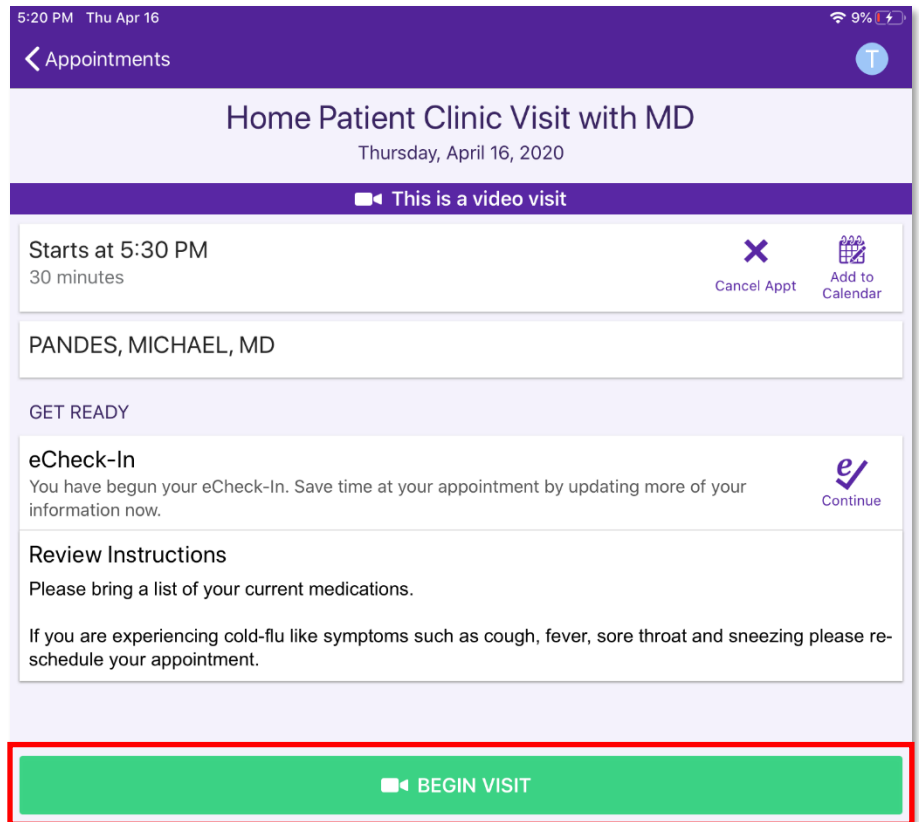 5:20 PM Thu Apr 16
9%
Appointments
T
Home Patient Clinic Visit with MD
Thursday, April 16, 2020
This is a video visit
Starts at 5:30 PM
30 minutes
Cancel Appt
Add to
Calendar
PANDES, MICHAEL, MD
GET READY
eCheck-In
You have begun your eCheck-In. Save time at your appointment by updating more of your
information now.
e
Continue
Review Instructions
Please bring a list of your current medications.
If you are experiencing cold-flu like symptoms such as cough, fever, sore throat and sneezing please re-
schedule your appointment.
BEGIN VISIT